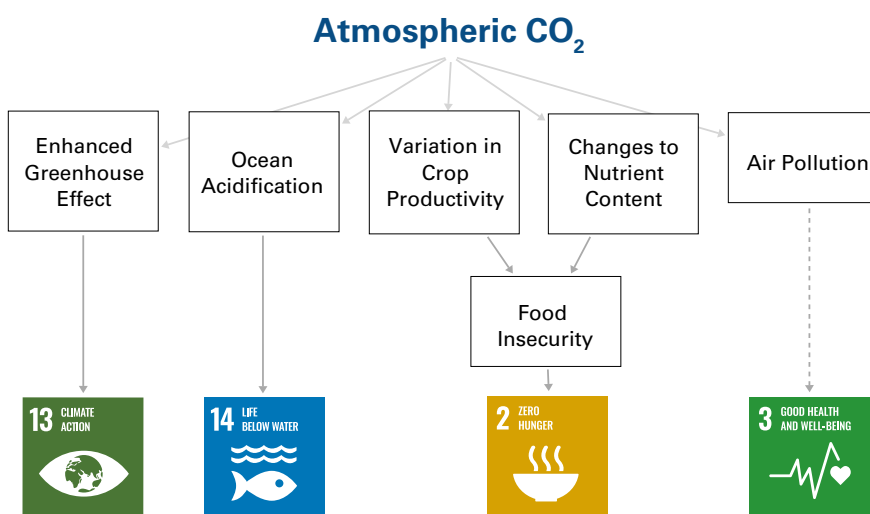 Atmospheric CO₂
Enhanced
Greenhouse
Effect
Ocean
Acidification
Variation in
Crop
Productivity
Changes to
Nutrient
Content
Air Pollution
Food
Insecurity
13 CLIMATE
ACTION
14 LIFE
BELOW WATER
2 ZERO
HUNGER
3 GOOD HEALTH
AND WELL-BEING